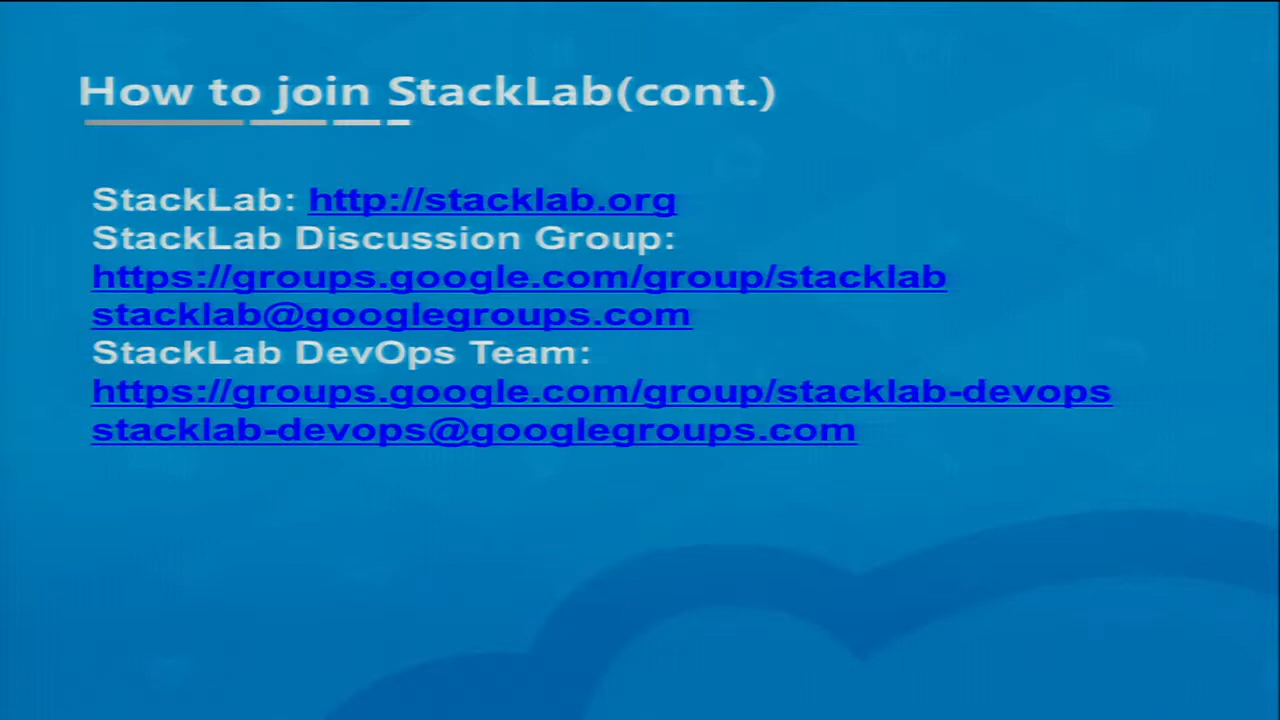 How to join StackLab(cont.)
StackLab: http://stacklab.org
StackLab Discussion Group:
https://groups.google.com/group/stacklab
stacklab@googlegroups.com
StackLab DevOps Team:
https://groups.google.com/group/stacklab-devops
stacklab-devops@googlegroups.com